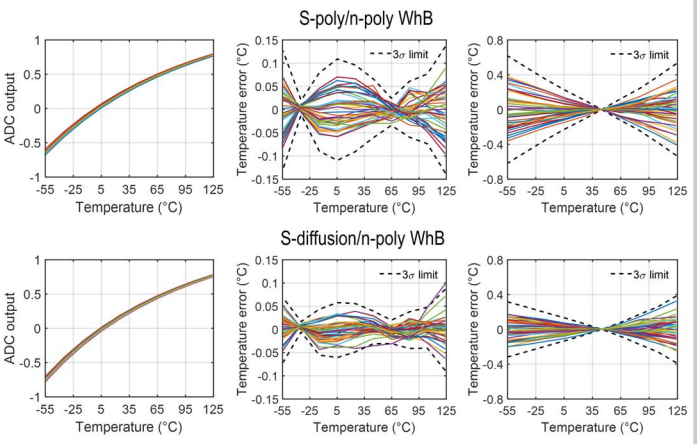 S-poly/n-poly WhB
ADC output
1
0.5
0
-0.5
-1
-55 -25 5 35 65 95 125
Temperature (°C)
Temperature error (°C)
0.15
0.1
0.05
0
-0.05
-0.1
-0.15
3σ limit
-55 -25 5 35 65 95 125
Temperature (°C)
Temperature error (°C)
0.8
0.4
0
-0.4
-0.8
3σ limit
-55 -25 5 35 65 95 125
Temperature (°C)
S-diffusion/n-poly WhB
ADC output
1
0.5
0
-0.5
-1
-55 -25 5 35 65 95 125
Temperature (°C)
Temperature error (°C)
0.15
0.1
0.05
0
-0.05
-0.1
-0.15
3σ limit
-55 -25 5 35 65 95 125
Temperature (°C)
Temperature error (°C)
0.8
0.4
0
-0.4
-0.8
3σ limit
-55 -25 5 35 65 95 125
Temperature (°C)